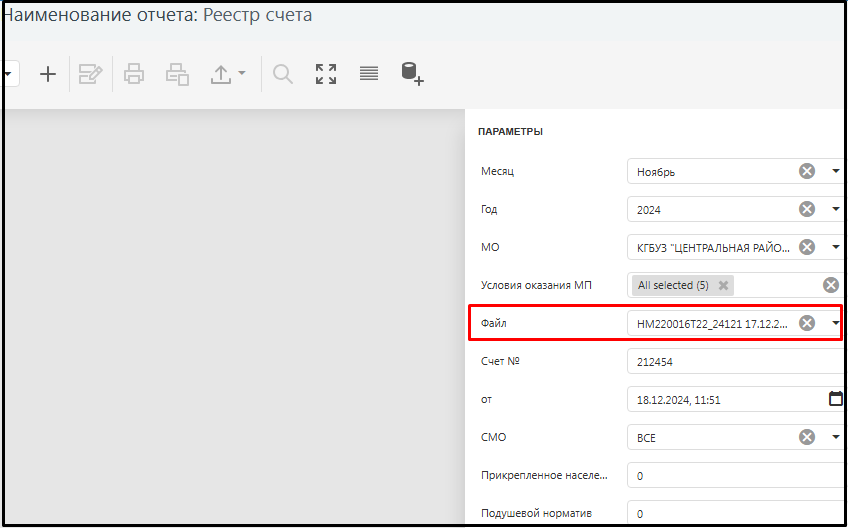 Наименование отчета: Реестр счета
ПАРАМЕТРЫ
Месяц Ноябрь
Год 2024
МО КГБУЗ "ЦЕНТРАЛЬНАЯ РАЙО...
Условия оказания МП All selected (5)
Файл HM220016T22_24121 17.12.2...
Счет № 212454
от 18.12.2024, 11:51
СМО ВСЕ
Прикрепленное населе... 0
Подушевой норматив 0